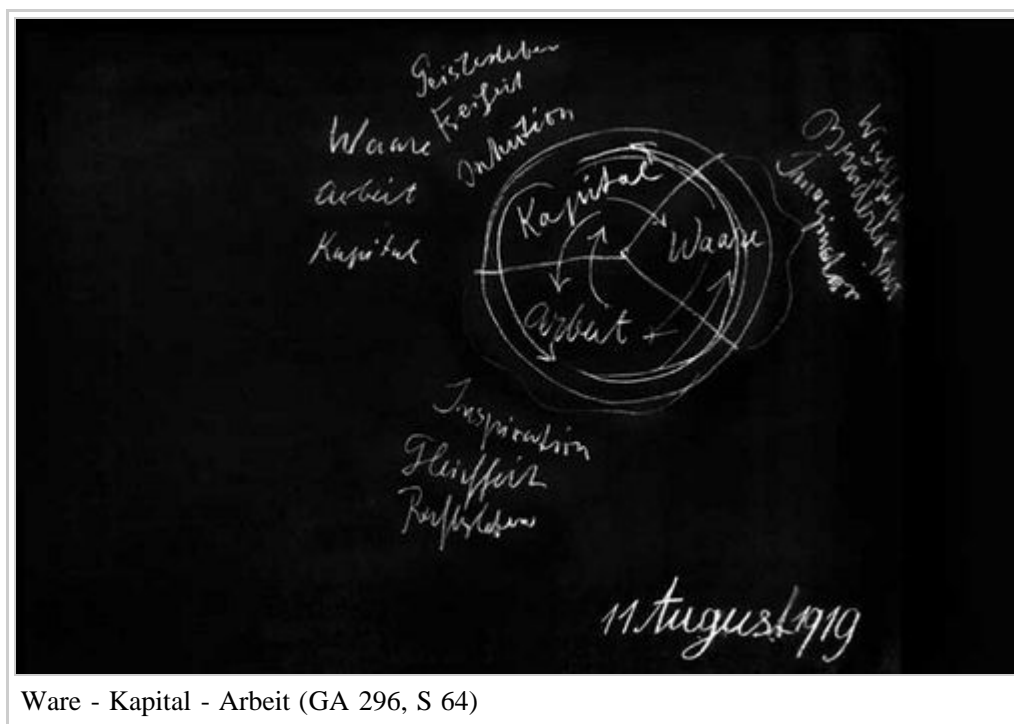 Geistesleben
Freiheit
Intuition
Waare
Arbeit
Kapital
Kapital
Waare
Arbeit
Inspiration
Gleichheit
Rechtsleben
11 August 1919
Ware - Kapital - Arbeit (GA 296, S 64)